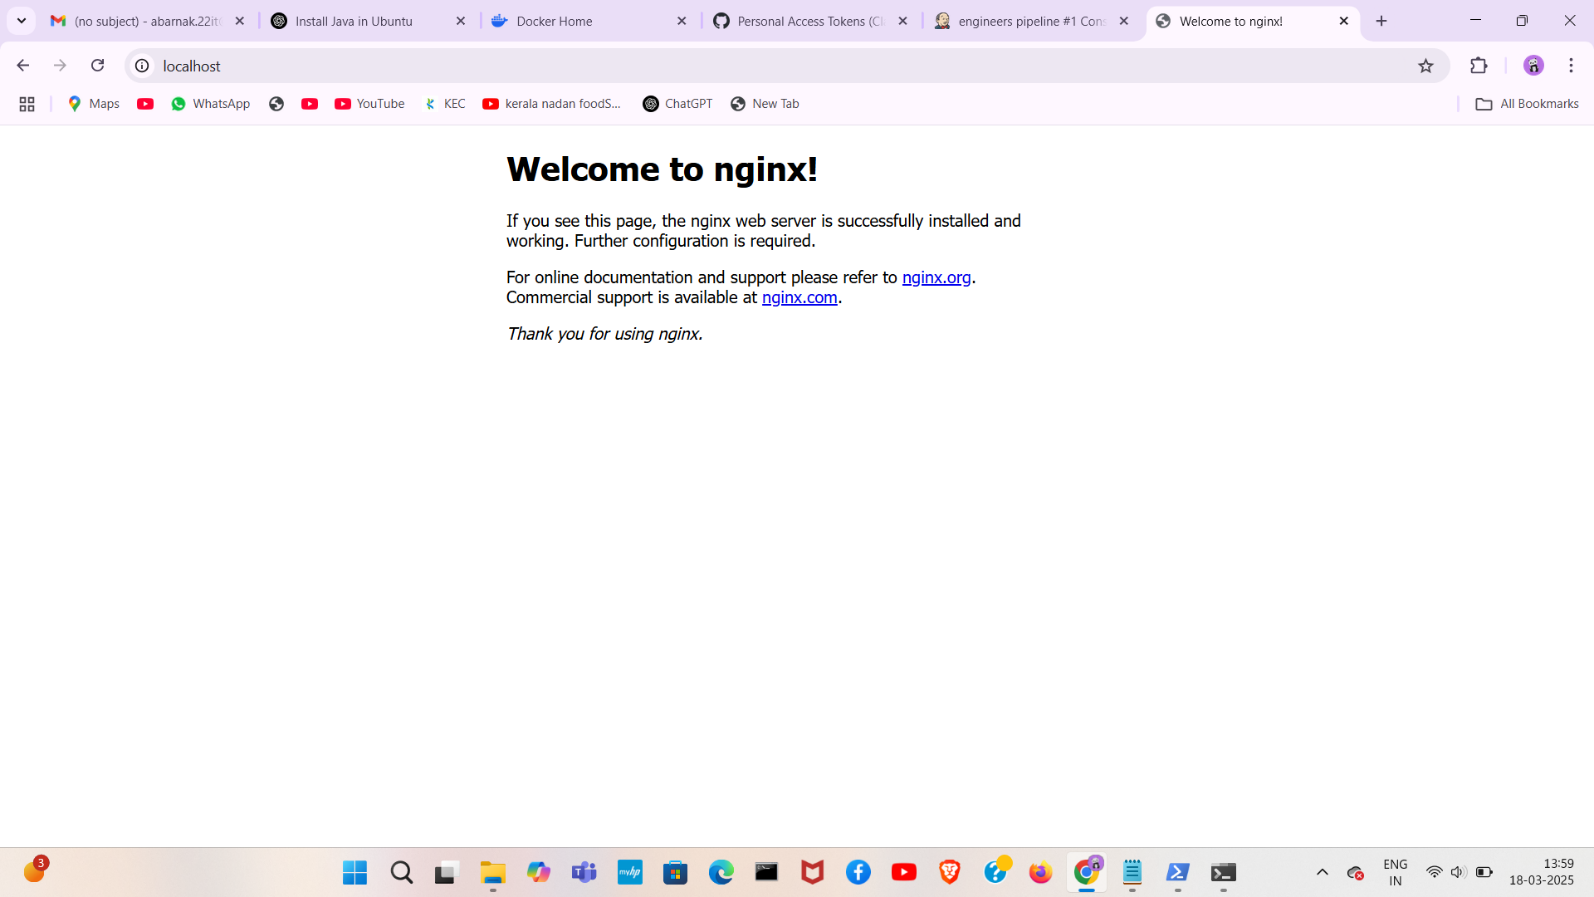 (no subject) - abarnak.22it
Install Java in Ubuntu
Docker Home
Personal Access Tokens (Cl
engineers pipeline #1 Cons
Welcome to nginx!
localhost
Maps
WhatsApp
YouTube
KEC
kerala nadan foodS...
ChatGPT
New Tab
All Bookmarks
Welcome to nginx!
If you see this page, the nginx web server is successfully installed and
working. Further configuration is required.
For online documentation and support please refer to nginx.org.
Commercial support is available at nginx.com.
Thank you for using nginx.
3
myhp
ENG
IN
13:59
18-03-2025